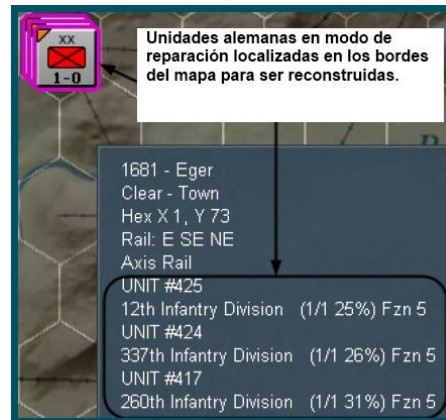 XX
1-0
Unidades alemanas en modo de
reparación localizadas en los bordes
del mapa para ser reconstruidas.
1681 - Eger
Clear - Town
Hex X 1, Y 73
Rail: E SE NE
Axis Rail
UNIT #425
12th Infantry Division (1/1 25%) Fzn 5
UNIT #424
337th Infantry Division (1/1 26%) Fzn 5
UNIT #417
260th Infantry Division (1/1 31%) Fzn 5